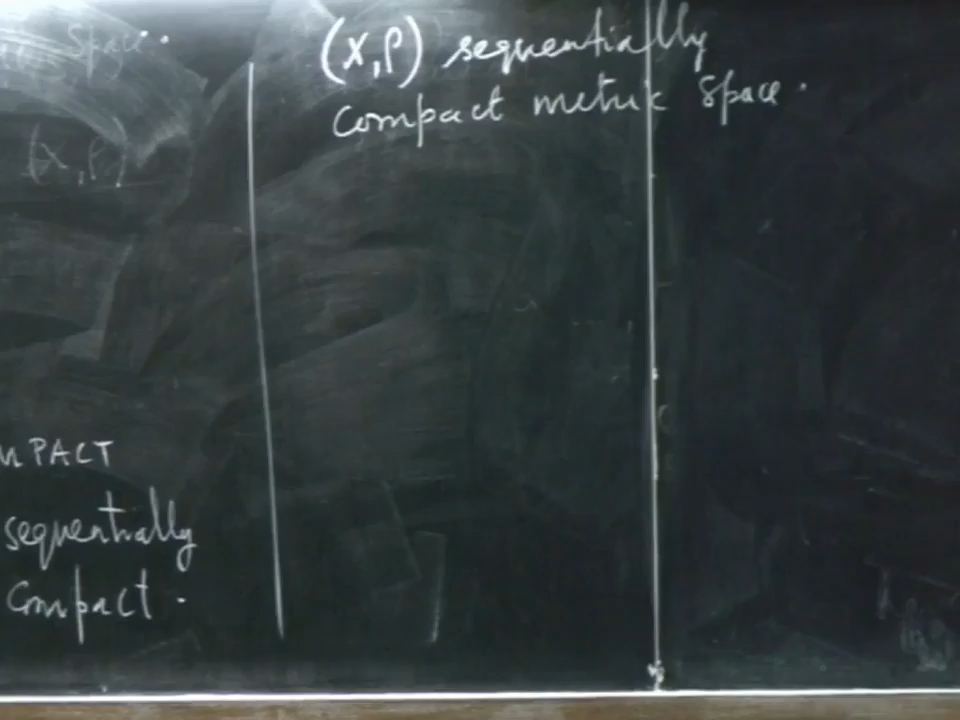 Space.
(X, ρ)
MPACT
sequentially
Compact.
(X, ρ) sequentially
Compact metric Space.